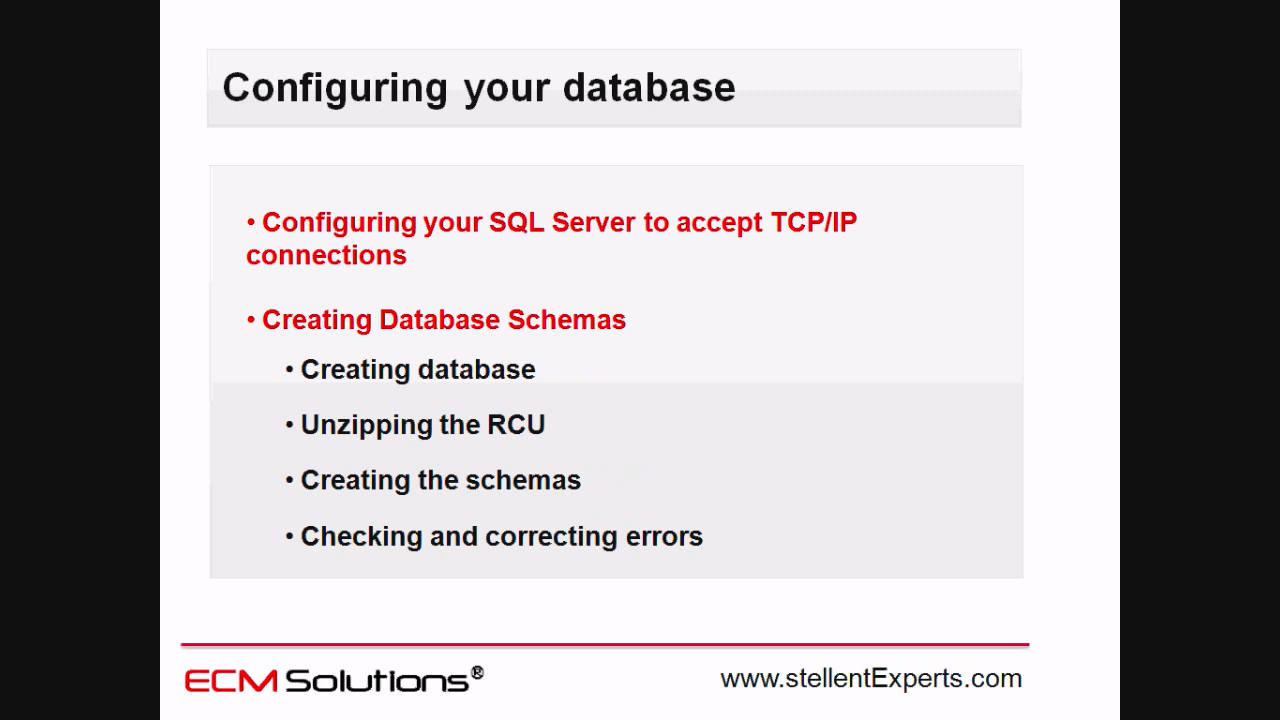 Configuring your database
• Configuring your SQL Server to accept TCP/IP
connections
• Creating Database Schemas
• Creating database
• Unzipping the RCU
• Creating the schemas
• Checking and correcting errors
ECM Solutions® www.stellentExperts.com